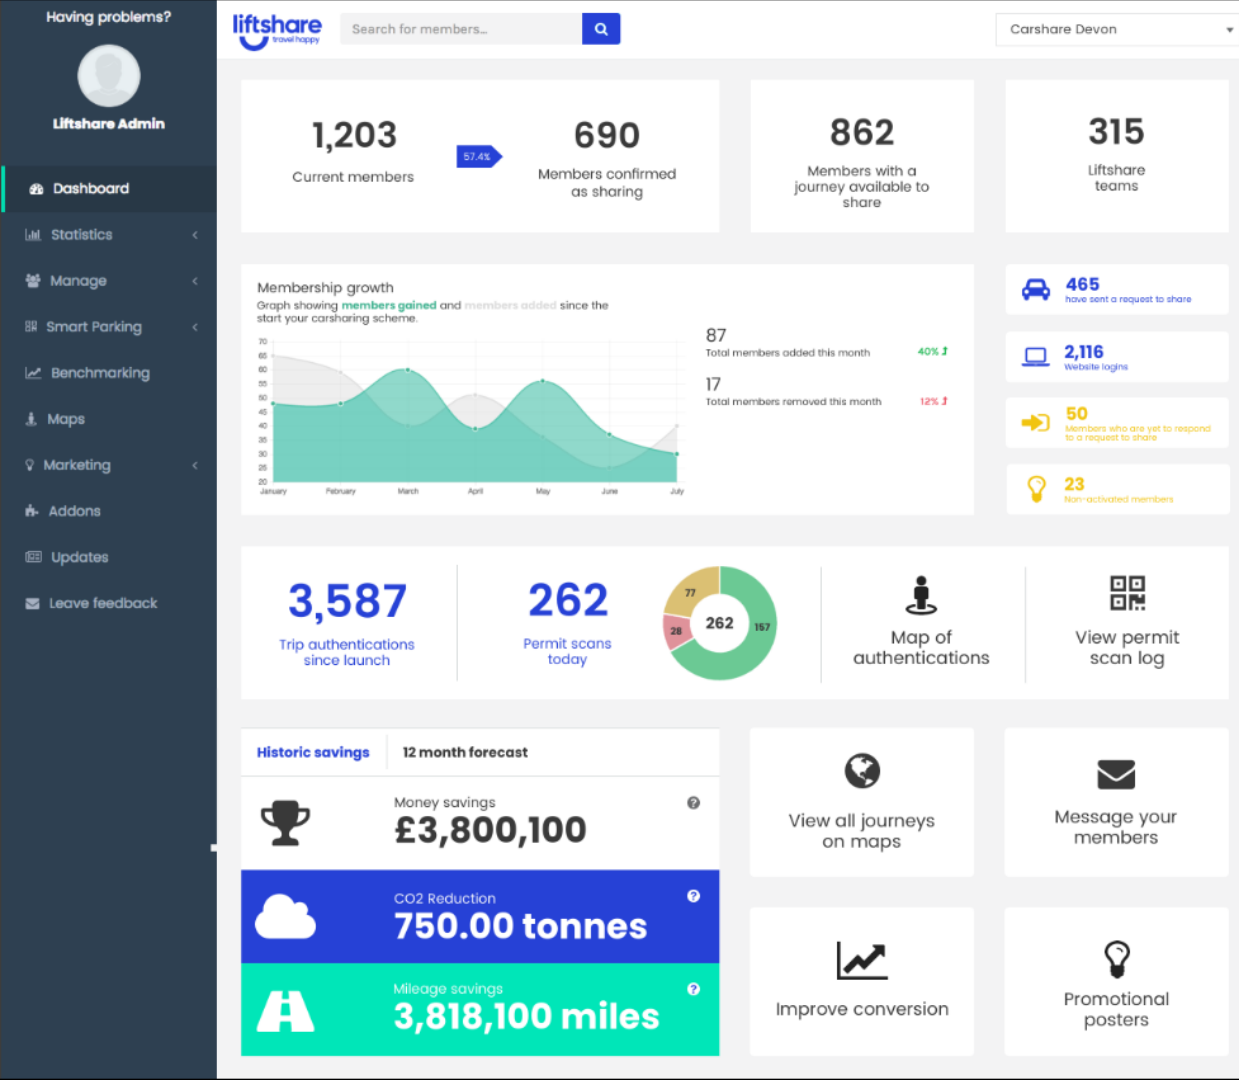 Having problems?
Liftshare Admin
Dashboard
Statistics
Manage
Smart Parking
Benchmarking
Maps
Marketing
Addons
Updates
Leave feedback
liftshare
travel happy
Search for members...
Carshare Devon
1,203
Current members
57.4%
690
Members confirmed
as sharing
862
Members with a
journey available to
share
315
Liftshare
teams
Membership growth
Graph showing members gained and members added since the
start your carsharing scheme.
70
65
60
55
50
45
40
35
30
25
20
January February March April May June July
87
Total members added this month 40%
17
Total members removed this month 12%
465
have sent a request to share
2,116
Website logins
50
Members who are yet to respond
to a request to share
23
Non-activated members
3,587
Trip authentications
since launch
262
Permit scans
today
77
28
262
157
Map of
authentications
View permit
scan log
Historic savings
12 month forecast
Money savings
£3,800,100
CO2 Reduction
750.00 tonnes
Mileage savings
3,818,100 miles
View all journeys
on maps
Message your
members
Improve conversion
Promotional
posters